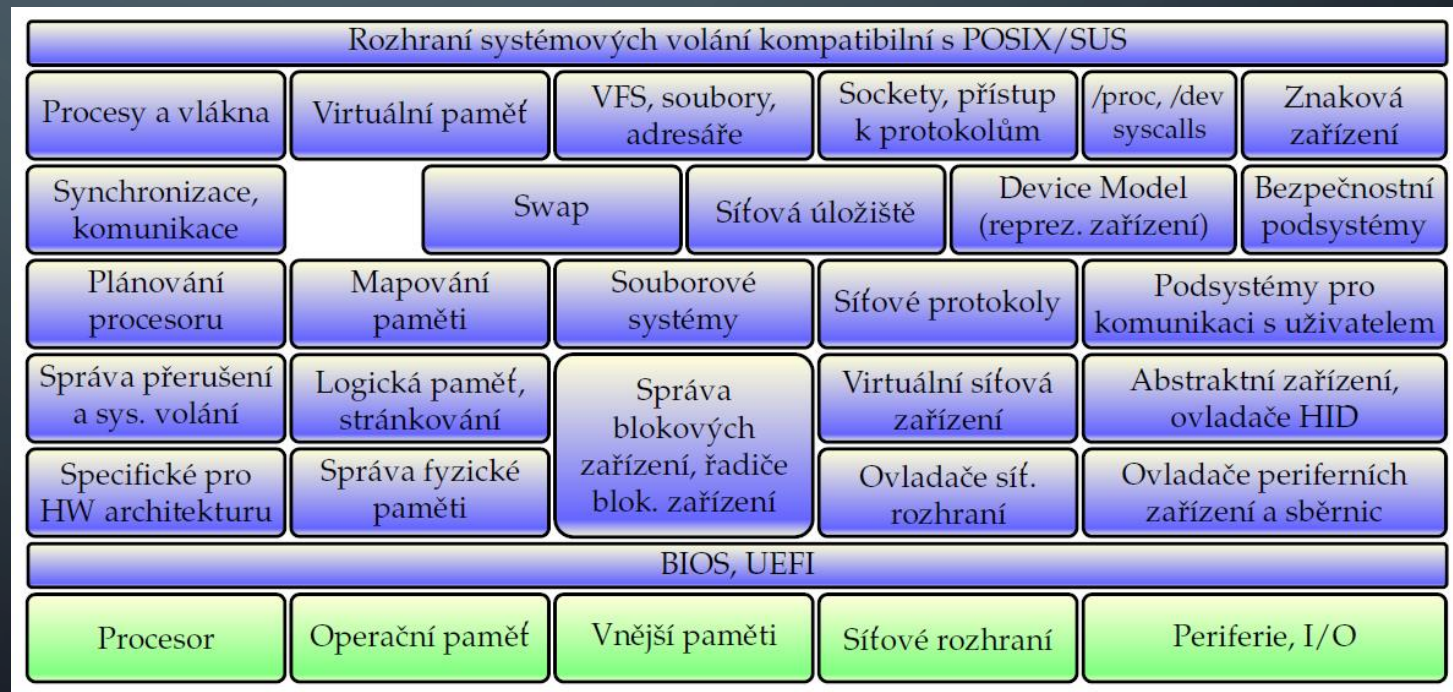 Rozhraní systémových volání kompatibilní s POSIX/SUS
Procesy a vlákna
Virtuální paměť
VFS, soubory,
adresáře
Sockety, přístup
k protokolům
/proc, /dev
syscalls
Znaková
zařízení
Synchronizace,
komunikace
Swap
Síťová úložiště
Device Model
(reprez. zařízení)
Bezpečnostní
podsystémy
Plánování
procesoru
Mapování
paměti
Souborové
systémy
Síťové protokoly
Podsystémy pro
komunikaci s uživatelem
Správa přerušení
a sys. volání
Logická paměť,
stránkování
Správa
blokových
zařízení, řadiče
blok. zařízení
Virtuální síťová
zařízení
Abstraktní zařízení,
ovladače HID
Specifické pro
HW architekturu
Správa fyzické
paměti
Ovladače síť.
rozhraní
Ovladače periferních
zařízení a sběrnic
BIOS, UEFI
Procesor
Operační paměť
Vnější paměti
Síťové rozhraní
Periferie, I/O